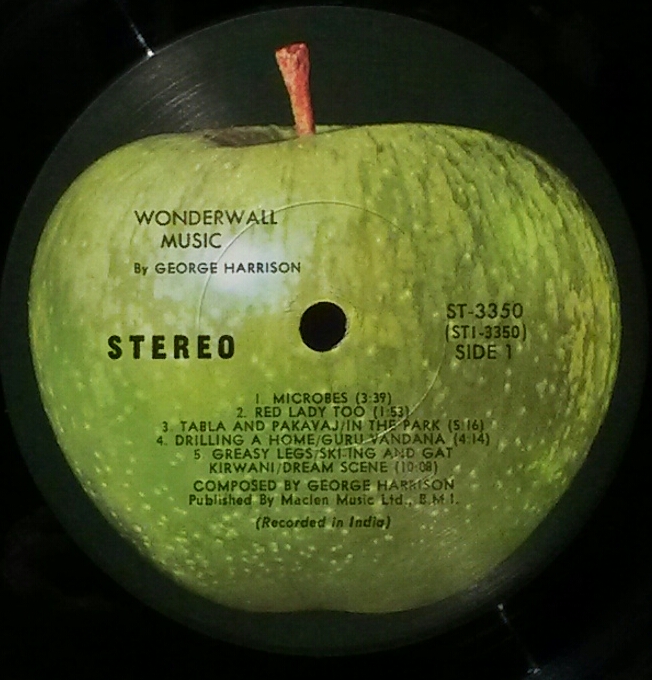 WONDERWALL
MUSIC
By GEORGE HARRISON
STEREO
ST-3350
(ST1-3350)
SIDE 1
1. MICROBES (3:39)
2. RED LADY TOO (1:53)
3. TABLA AND PAKAVAJ/IN THE PARK (5:16)
4. DRILLING A HOME/GURU VANDANA (4:14)
5. GREASY LEGS/SKI-ING AND GAT
KIRWANI/DREAM SCENE (10:08)
COMPOSED BY GEORGE HARRISON
Published By Maclen Music Ltd., B.M.I.
(Recorded in India)